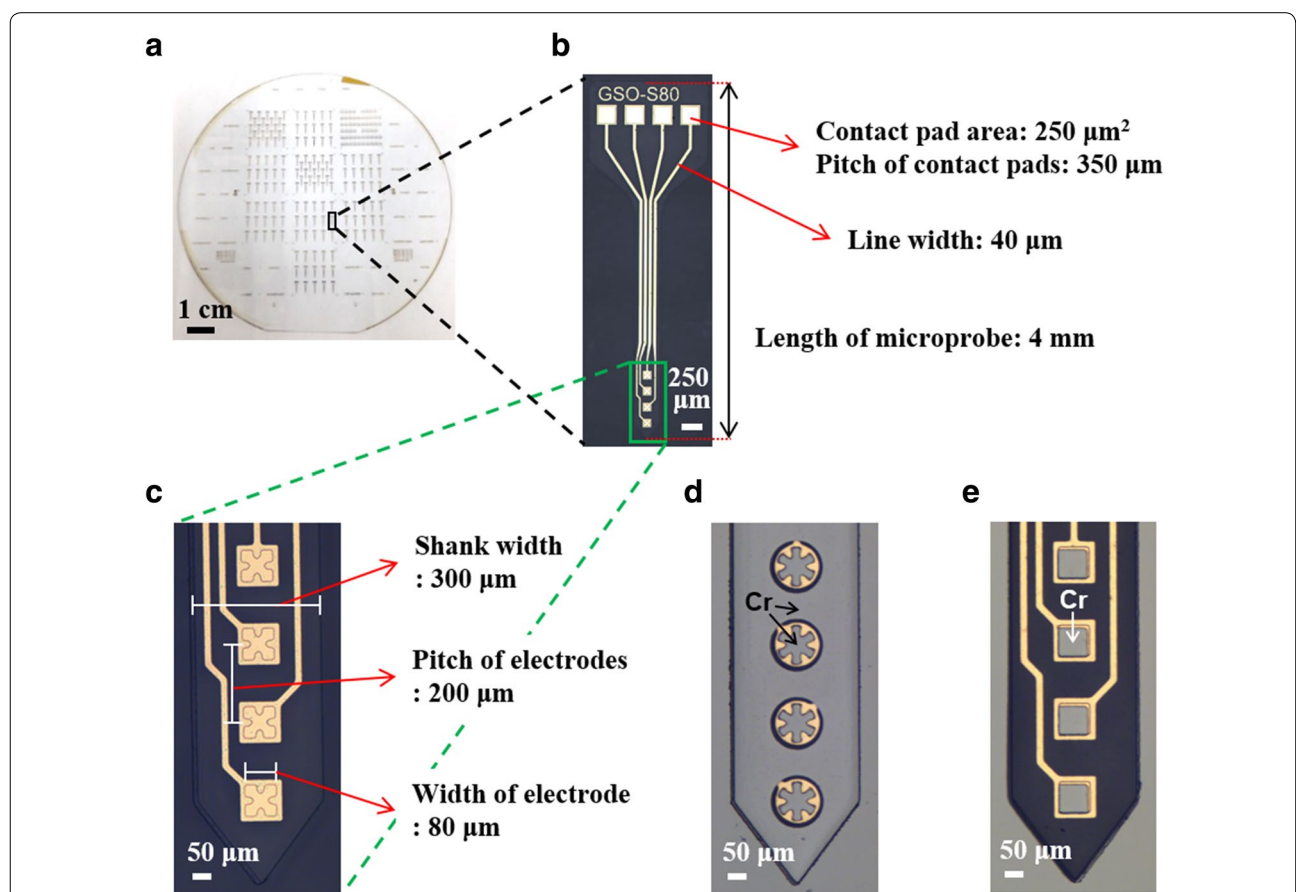 a
b
GSO-S80
Contact pad area: 250 μm²
Pitch of contact pads: 350 μm
Line width: 40 μm
1 cm
Length of microprobe: 4 mm
250
μm
c
d
e
Shank width
: 300 μm
Cr
Cr
Pitch of electrodes
: 200 μm
Width of electrode
: 80 μm
50 μm
50 μm
50 μm